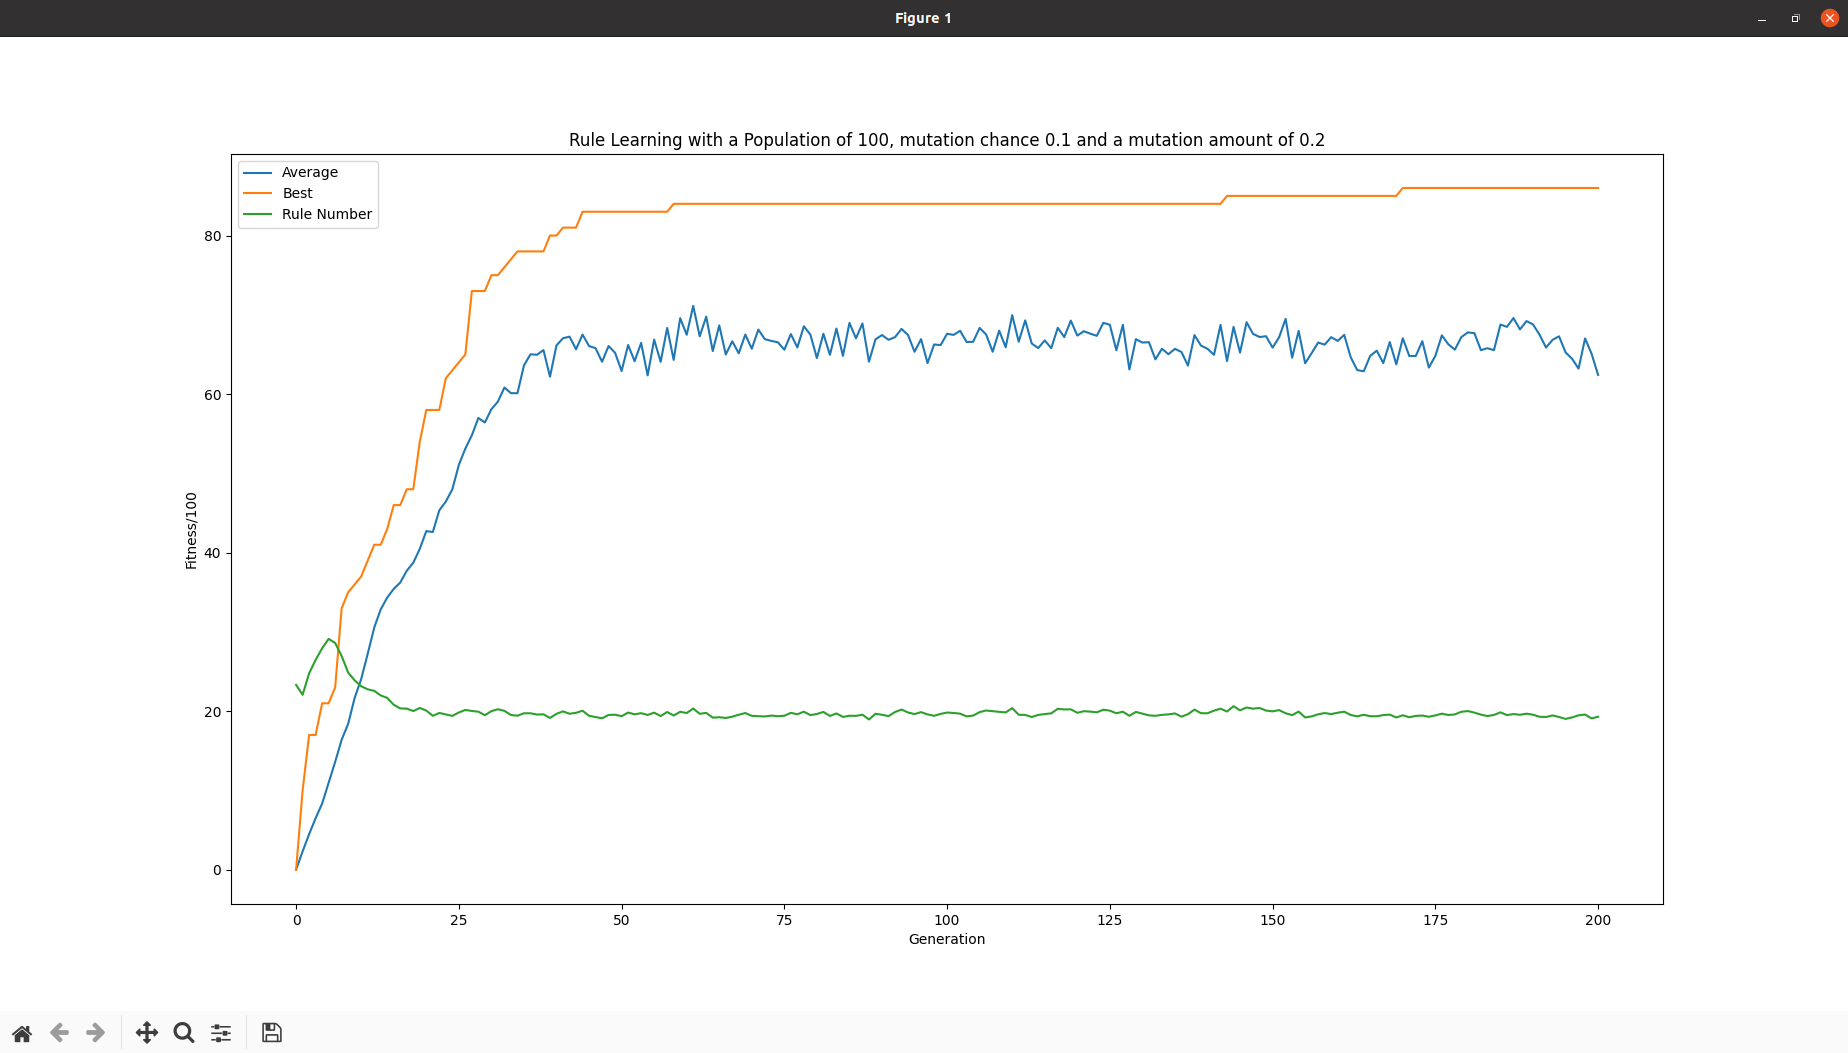 Figure 1
Rule Learning with a Population of 100, mutation chance 0.1 and a mutation amount of 0.2
Average
Best
Rule Number
80
60
40
20
0
Fitness/100
0 25 50 75 100 125 150 175 200
Generation